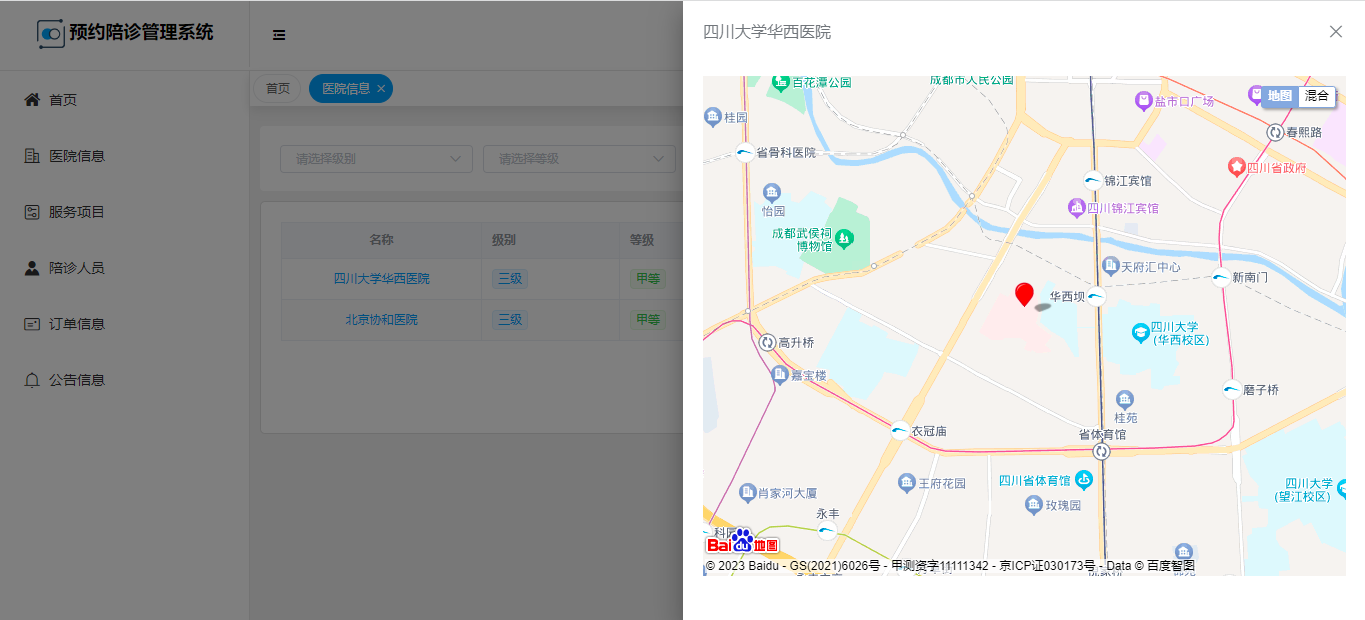 预约陪诊管理系统
首页
医院信息
服务项目
陪诊人员
订单信息
公告信息
首页
医院信息
请选择级别
请选择等级
名称
级别
等级
四川大学华西医院
三级
甲等
北京协和医院
三级
甲等
四川大学华西医院
百花潭公园
成都市人民公园
地图
混合
盐市口广场
桂园
春熙路
省骨科医院
四川省政府
锦江宾馆
怡园
四川锦江宾馆
成都武侯祠
博物馆
天府汇中心
新南门
华西坝
四川大学
(华西校区)
高升桥
嘉宝楼
磨子桥
桂苑
衣冠庙
省体育馆
四川省体育馆
四川大学
(望江校区)
王府花园
肖家河大厦
玫瑰园
永丰
科园
Bai du 地图
© 2023 Baidu - GS(2021)6026号 - 甲测资字11111342 - 京ICP证030173号 - Data © 百度智图